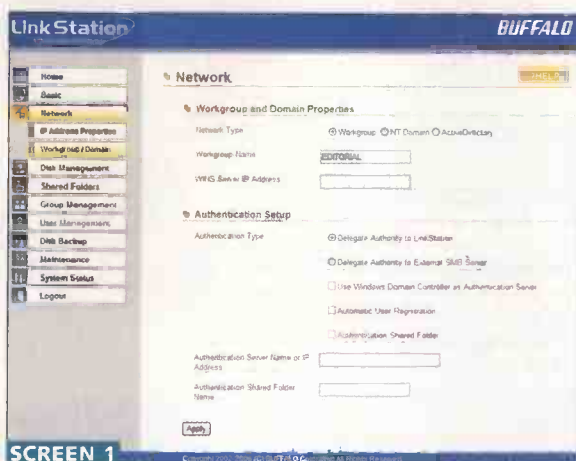 LinkStation
BUFFALO
Home
Basic
Network
IP Address Properties
Workgroup / Domain
Disk Management
Shared Folders
Group Management
User Management
Disk Backup
Maintenance
System Status
Logout
Network
HELP
Workgroup and Domain Properties
Network Type
Workgroup NT Domain ActiveDirectory
Workgroup Name
EDITORIAL
WINS Server IP Address
Authentication Setup
Authentication Type
Delegate Authority to LinkStation
Delegate Authority to External SMB Server
Use Windows Domain Controller as Authentication Server
Automatic User Registration
Authentication Shared Folder
Authentication Server Name or IP
Address
Authentication Shared Folder
Name
Apply
SCREEN 1
All Rights Reserved